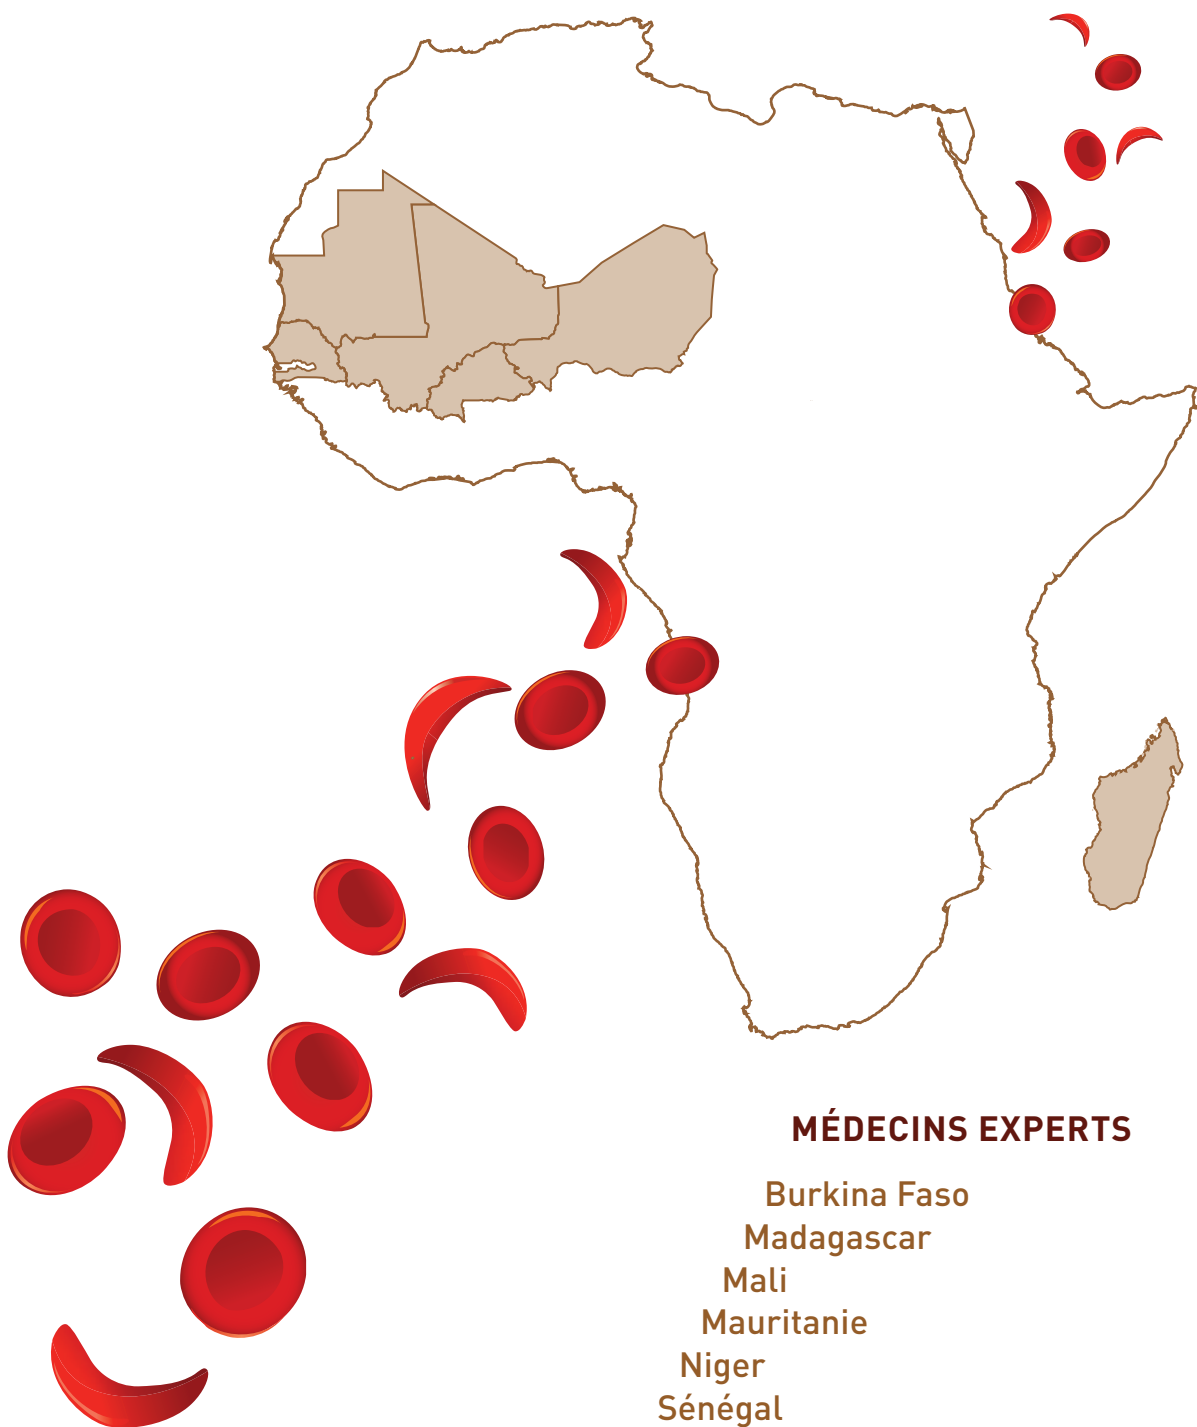 MÉDECINS EXPERTS
Burkina Faso
Madagascar
Mali
Mauritanie
Niger
Sénégal